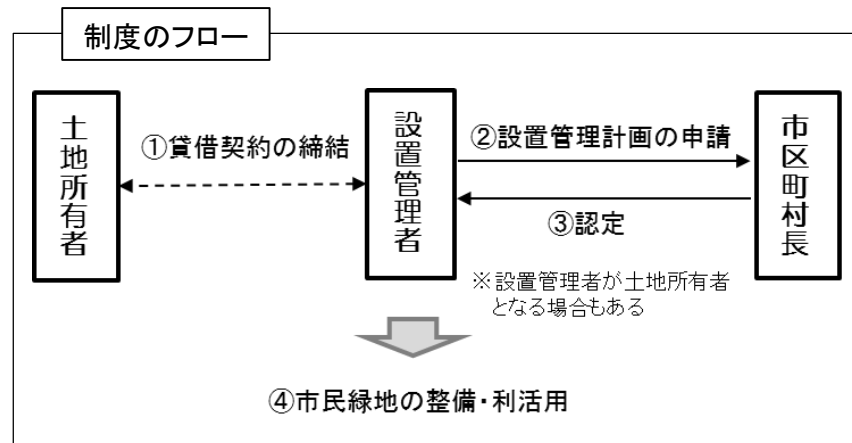 制度のフロー
土地所有者
①貸借契約の締結
設置管理者
②設置管理計画の申請
③認定
市区町村長
※設置管理者が土地所有者
となる場合もある
④市民緑地の整備・利活用